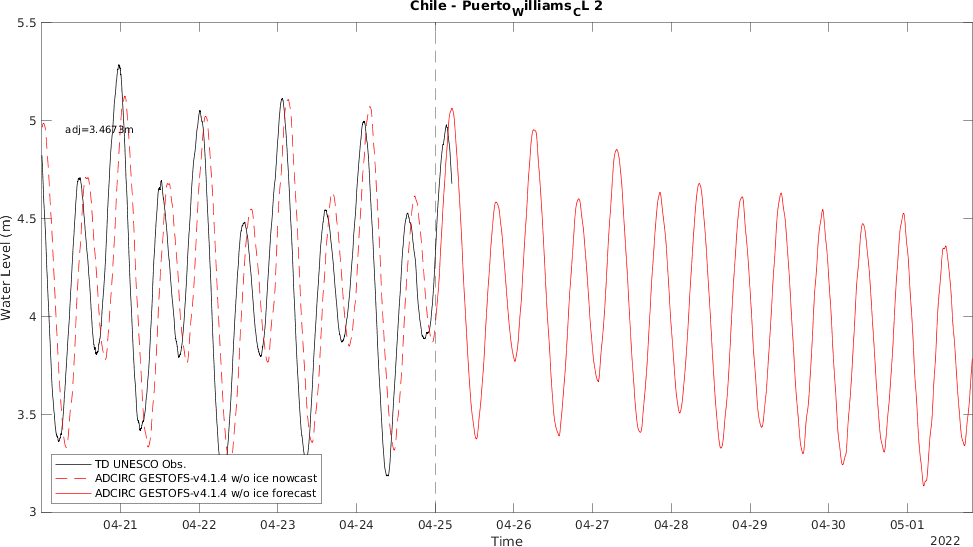 Chile - PuertoWilliamsCL 2
5.5
5
4.5
4
3.5
3
Water Level (m)
adj=3.4673m
TD UNESCO Obs.
ADCIRC GESTOFS-v4.1.4 w/o ice nowcast
ADCIRC GESTOFS-v4.1.4 w/o ice forecast
04-21 04-22 04-23 04-24 04-25 04-26 04-27 04-28 04-29 04-30 05-01
Time
2022